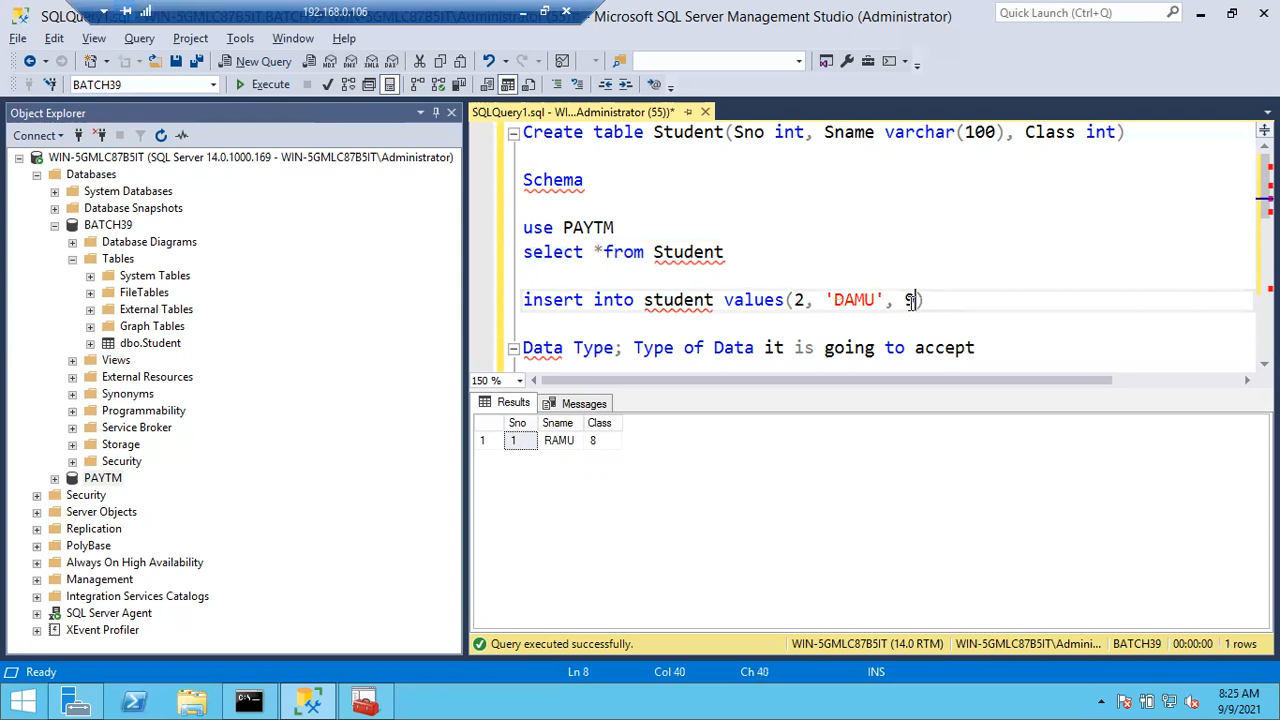 SQLQuery1.sql - WIN-5GMLC87B5IT.BATCH39
192.168.0.106
(55))* - Microsoft SQL Server Management Studio (Administrator)
Quick Launch (Ctrl+Q)
File Edit View Query Project Tools Window Help
New Query
BATCH39 Execute
Object Explorer
SQLQuery1.sql - WI...Administrator (55))*
Connect
WIN-5GMLC87B5IT (SQL Server 14.0.1000.169 - WIN-5GMLC87B5IT\Administrator)
Databases
System Databases
Database Snapshots
BATCH39
Database Diagrams
Tables
System Tables
FileTables
External Tables
Graph Tables
dbo.Student
Views
External Resources
Synonyms
Programmability
Service Broker
Storage
Security
PAYTM
Security
Server Objects
Replication
PolyBase
Always On High Availability
Management
Integration Services Catalogs
SQL Server Agent
XEvent Profiler
Create table Student(Sno int, Sname varchar(100), Class int)
Schema
use PAYTM
select *from Student
insert into student values(2, 'DAMU', 9)
Data Type; Type of Data it is going to accept
150 %
Results Messages
Sno Sname Class
1 1 RAMU 8
Query executed successfully.
WIN-5GMLC87B5IT (14.0 RTM) WIN-5GMLC87B5IT\Admini... BATCH39 00:00:00 1 rows
Ready Ln 8 Col 40 Ch 40 INS
8:25 AM
9/9/2021